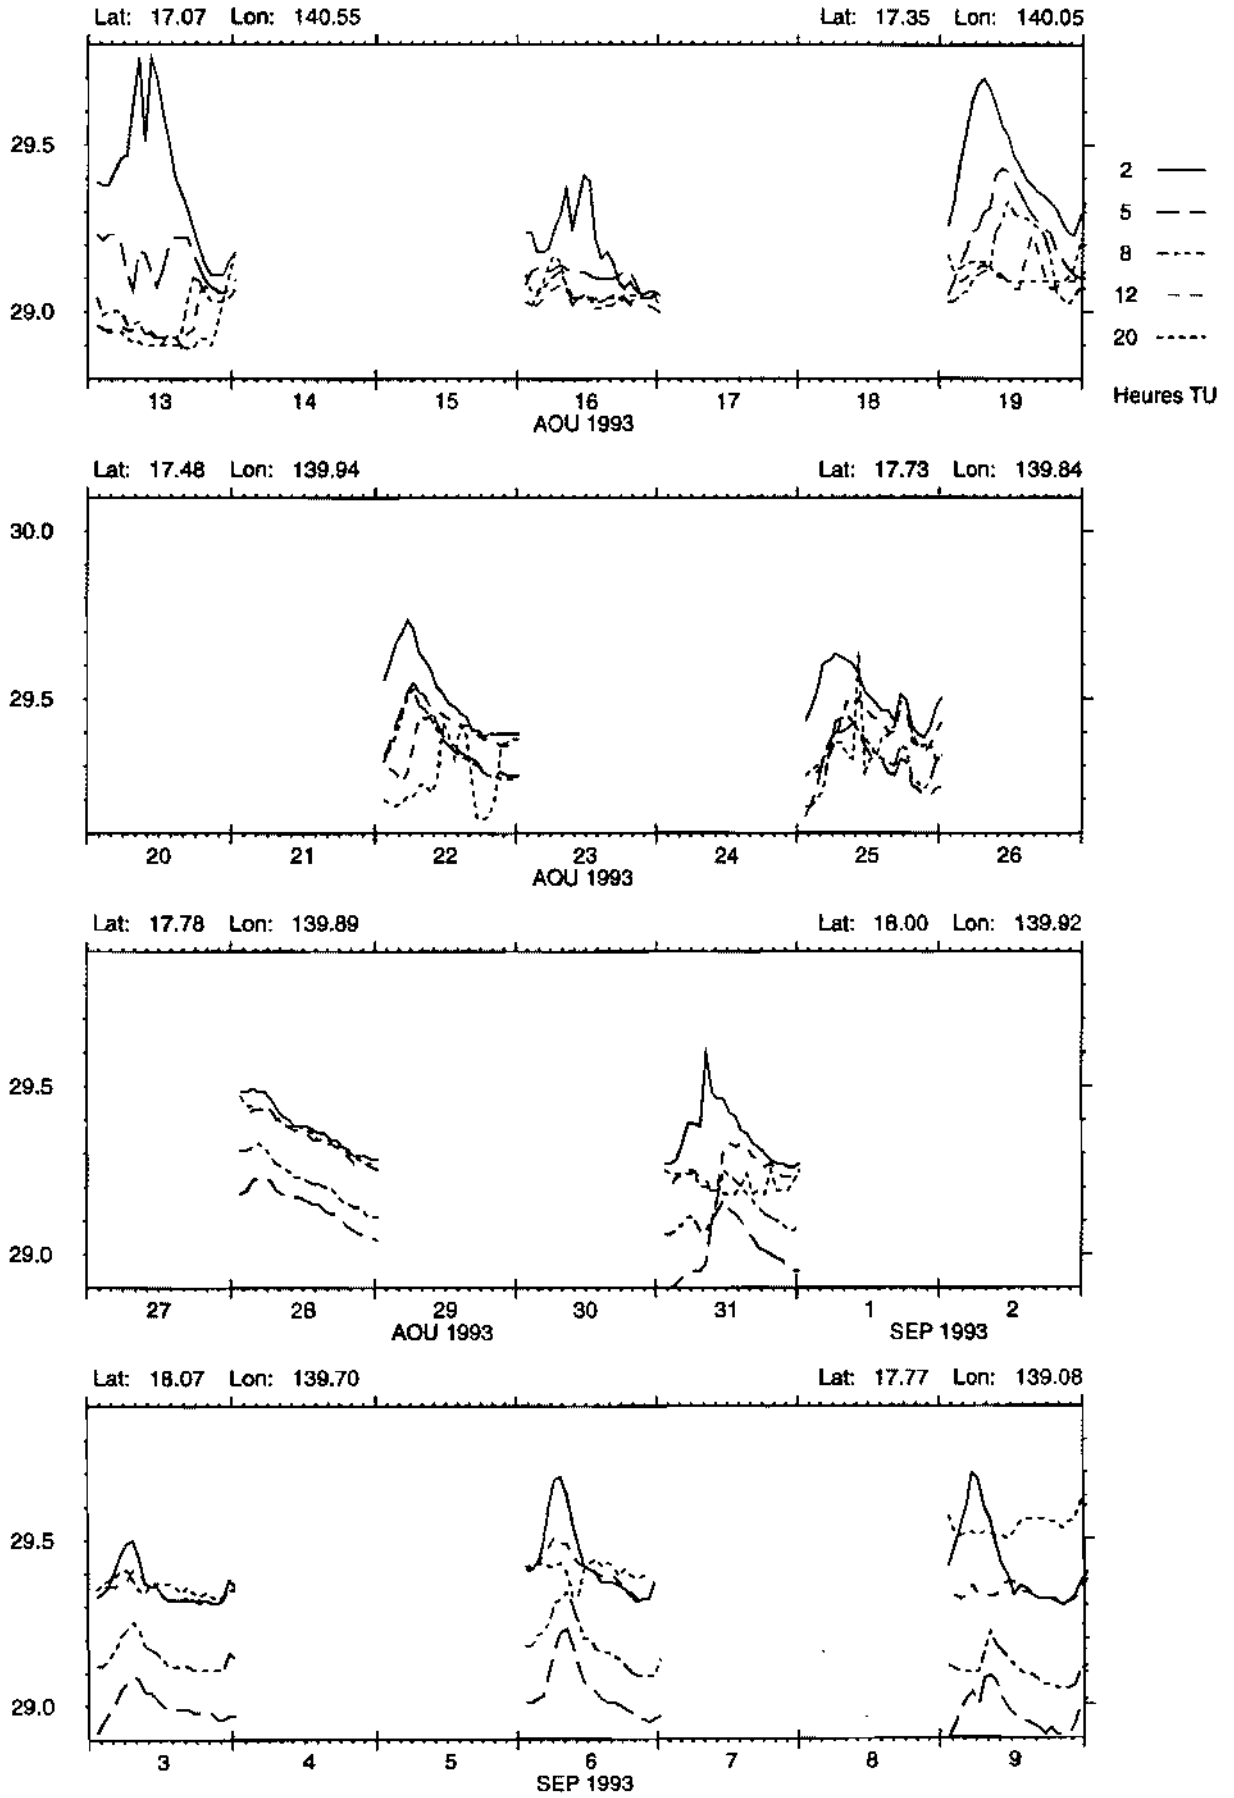 Lat: 17.07 Lon: 140.55 Lat: 17.35 Lon: 140.05
29.5
29.0
2
5
8
12
20
Heures TU
13 14 15 16 17 18 19
AOU 1993
Lat: 17.48 Lon: 139.94 Lat: 17.73 Lon: 139.84
30.0
29.5
20 21 22 23 24 25 26
AOU 1993
Lat: 17.78 Lon: 139.89 Lat: 18.00 Lon: 139.92
29.5
29.0
27 28 29 30 31 1 2
AOU 1993 SEP 1993
Lat: 18.07 Lon: 139.70 Lat: 17.77 Lon: 139.08
29.5
29.0
3 4 5 6 7 8 9
SEP 1993